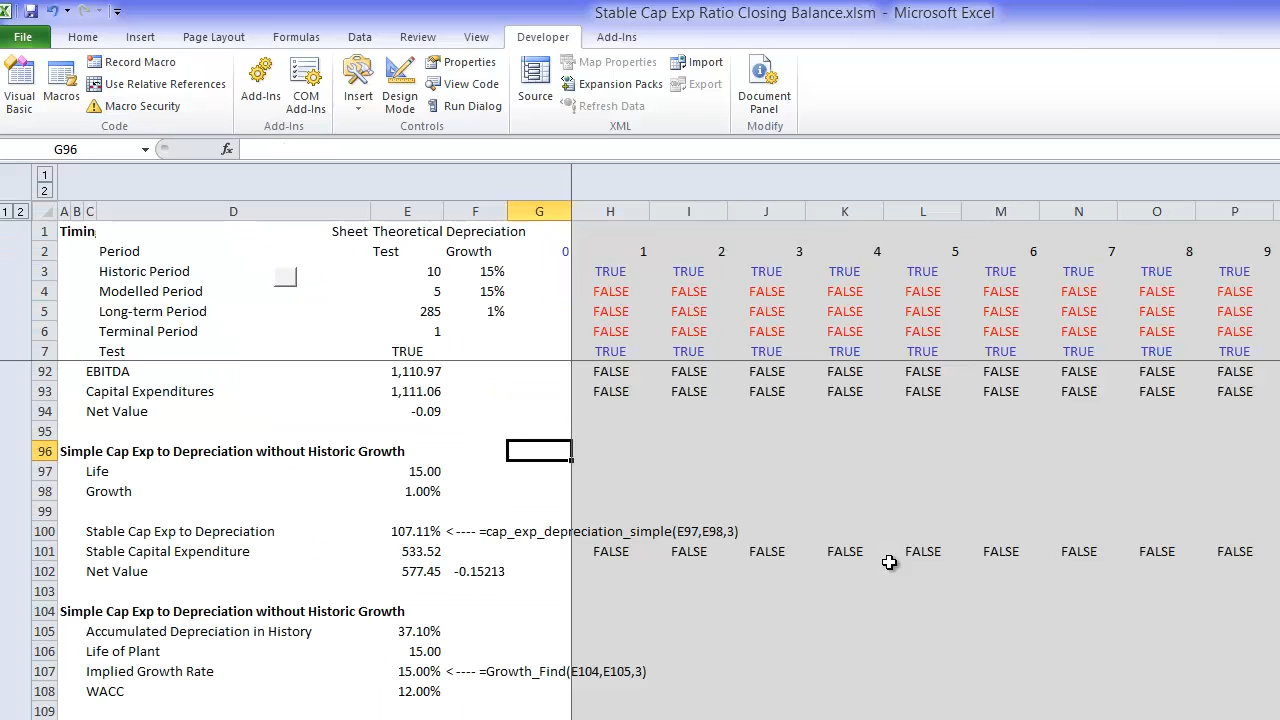 Stable Cap Exp Ratio Closing Balance.xlsm - Microsoft Excel
File Home Insert Page Layout Formulas Data Review View Developer Add-Ins
Visual Basic
Macros
Record Macro
Use Relative References
Macro Security
Code
Add-Ins
COM Add-Ins
Add-Ins
Insert
Design Mode
Properties
View Code
Run Dialog
Controls
Source
Map Properties
Expansion Packs
Refresh Data
Import
Export
XML
Document Panel
Modify
G96 fx
1
2
1 2 A B C D E F G H I J K L M N O P
1 Timin Sheet Theoretical Depreciation
2 Period Test Growth 0 1 2 3 4 5 6 7 8 9
3 Historic Period 10 15% TRUE TRUE TRUE TRUE TRUE TRUE TRUE TRUE TRUE
4 Modelled Period 5 15% FALSE FALSE FALSE FALSE FALSE FALSE FALSE FALSE FALSE
5 Long-term Period 285 1% FALSE FALSE FALSE FALSE FALSE FALSE FALSE FALSE FALSE
6 Terminal Period 1 FALSE FALSE FALSE FALSE FALSE FALSE FALSE FALSE FALSE
7 Test TRUE TRUE TRUE TRUE TRUE TRUE TRUE TRUE TRUE TRUE
92 EBITDA 1,110.97 FALSE FALSE FALSE FALSE FALSE FALSE FALSE FALSE FALSE
93 Capital Expenditures 1,111.06 FALSE FALSE FALSE FALSE FALSE FALSE FALSE FALSE FALSE
94 Net Value -0.09
95
96 Simple Cap Exp to Depreciation without Historic Growth
97 Life 15.00
98 Growth 1.00%
99
100 Stable Cap Exp to Depreciation 107.11% <---- =cap_exp_depreciation_simple(E97,E98,3)
101 Stable Capital Expenditure 533.52 FALSE FALSE FALSE FALSE FALSE FALSE FALSE FALSE FALSE
102 Net Value 577.45 -0.15213
103
104 Simple Cap Exp to Depreciation without Historic Growth
105 Accumulated Depreciation in History 37.10%
106 Life of Plant 15.00
107 Implied Growth Rate 15.00% <---- =Growth_Find(E104,E105,3)
108 WACC 12.00%
109